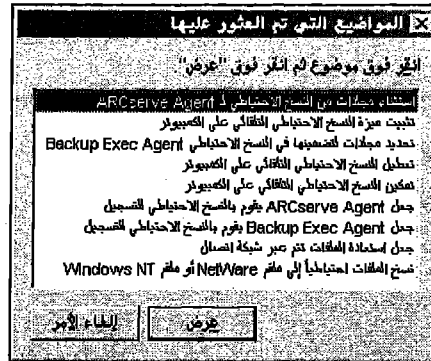 المواضيع التي تم العثور عليها
انقر فوق موضوع ثم انقر فوق "عرض".
استثناء مجلدات من النسخ الاحتياطي لـ ARCserve Agent
تثبيت ميزة النسخ الاحتياطي التلقائي على الكمبيوتر
تحديد مجلدات لتضمينها في النسخ الاحتياطي Backup Exec Agent
تعطيل النسخ الاحتياطي التلقائي على الكمبيوتر
تمكين النسخ الاحتياطي التلقائي على الكمبيوتر
جعل ARCserve Agent يقوم بالنسخ الاحتياطي للتسجيل
جعل Backup Exec Agent يقوم بالنسخ الاحتياطي للتسجيل
جعل استعادة الملفات تتم عبر شبكة اتصال
نسخ الملفات احتياطياً إلى ملقم NetWare أو ملقم Windows NT
عرض
إلغاء الأمر